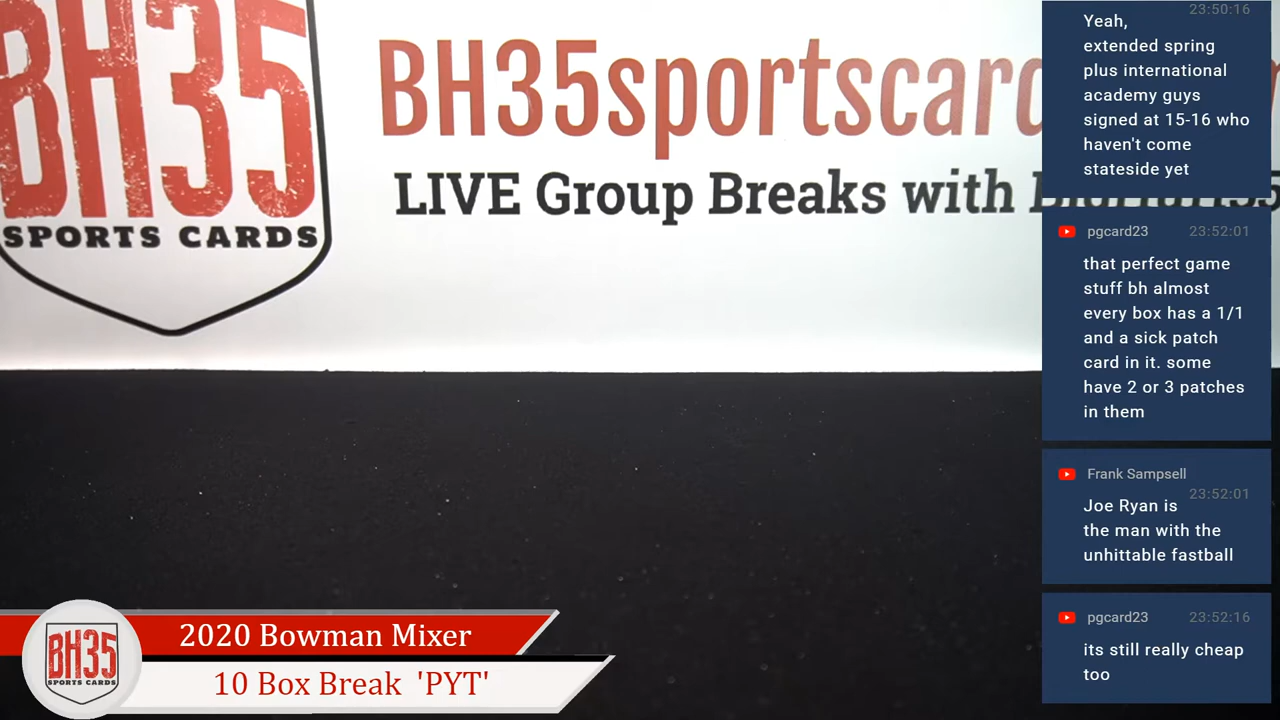 BH35
SPORTS CARDS
BH35sportscard
LIVE Group Breaks with
23:50:16
Yeah,
extended spring
plus international
academy guys
signed at 15-16 who
haven't come
stateside yet
pgcard23 23:52:01
that perfect game
stuff bh almost
every box has a 1/1
and a sick patch
card in it. some
have 2 or 3 patches
in them
Frank Sampsell
23:52:01
Joe Ryan is
the man with the
unhittable fastball
pgcard23 23:52:16
its still really cheap
too
BH35
SPORTS CARDS
2020 Bowman Mixer
10 Box Break 'PYT'